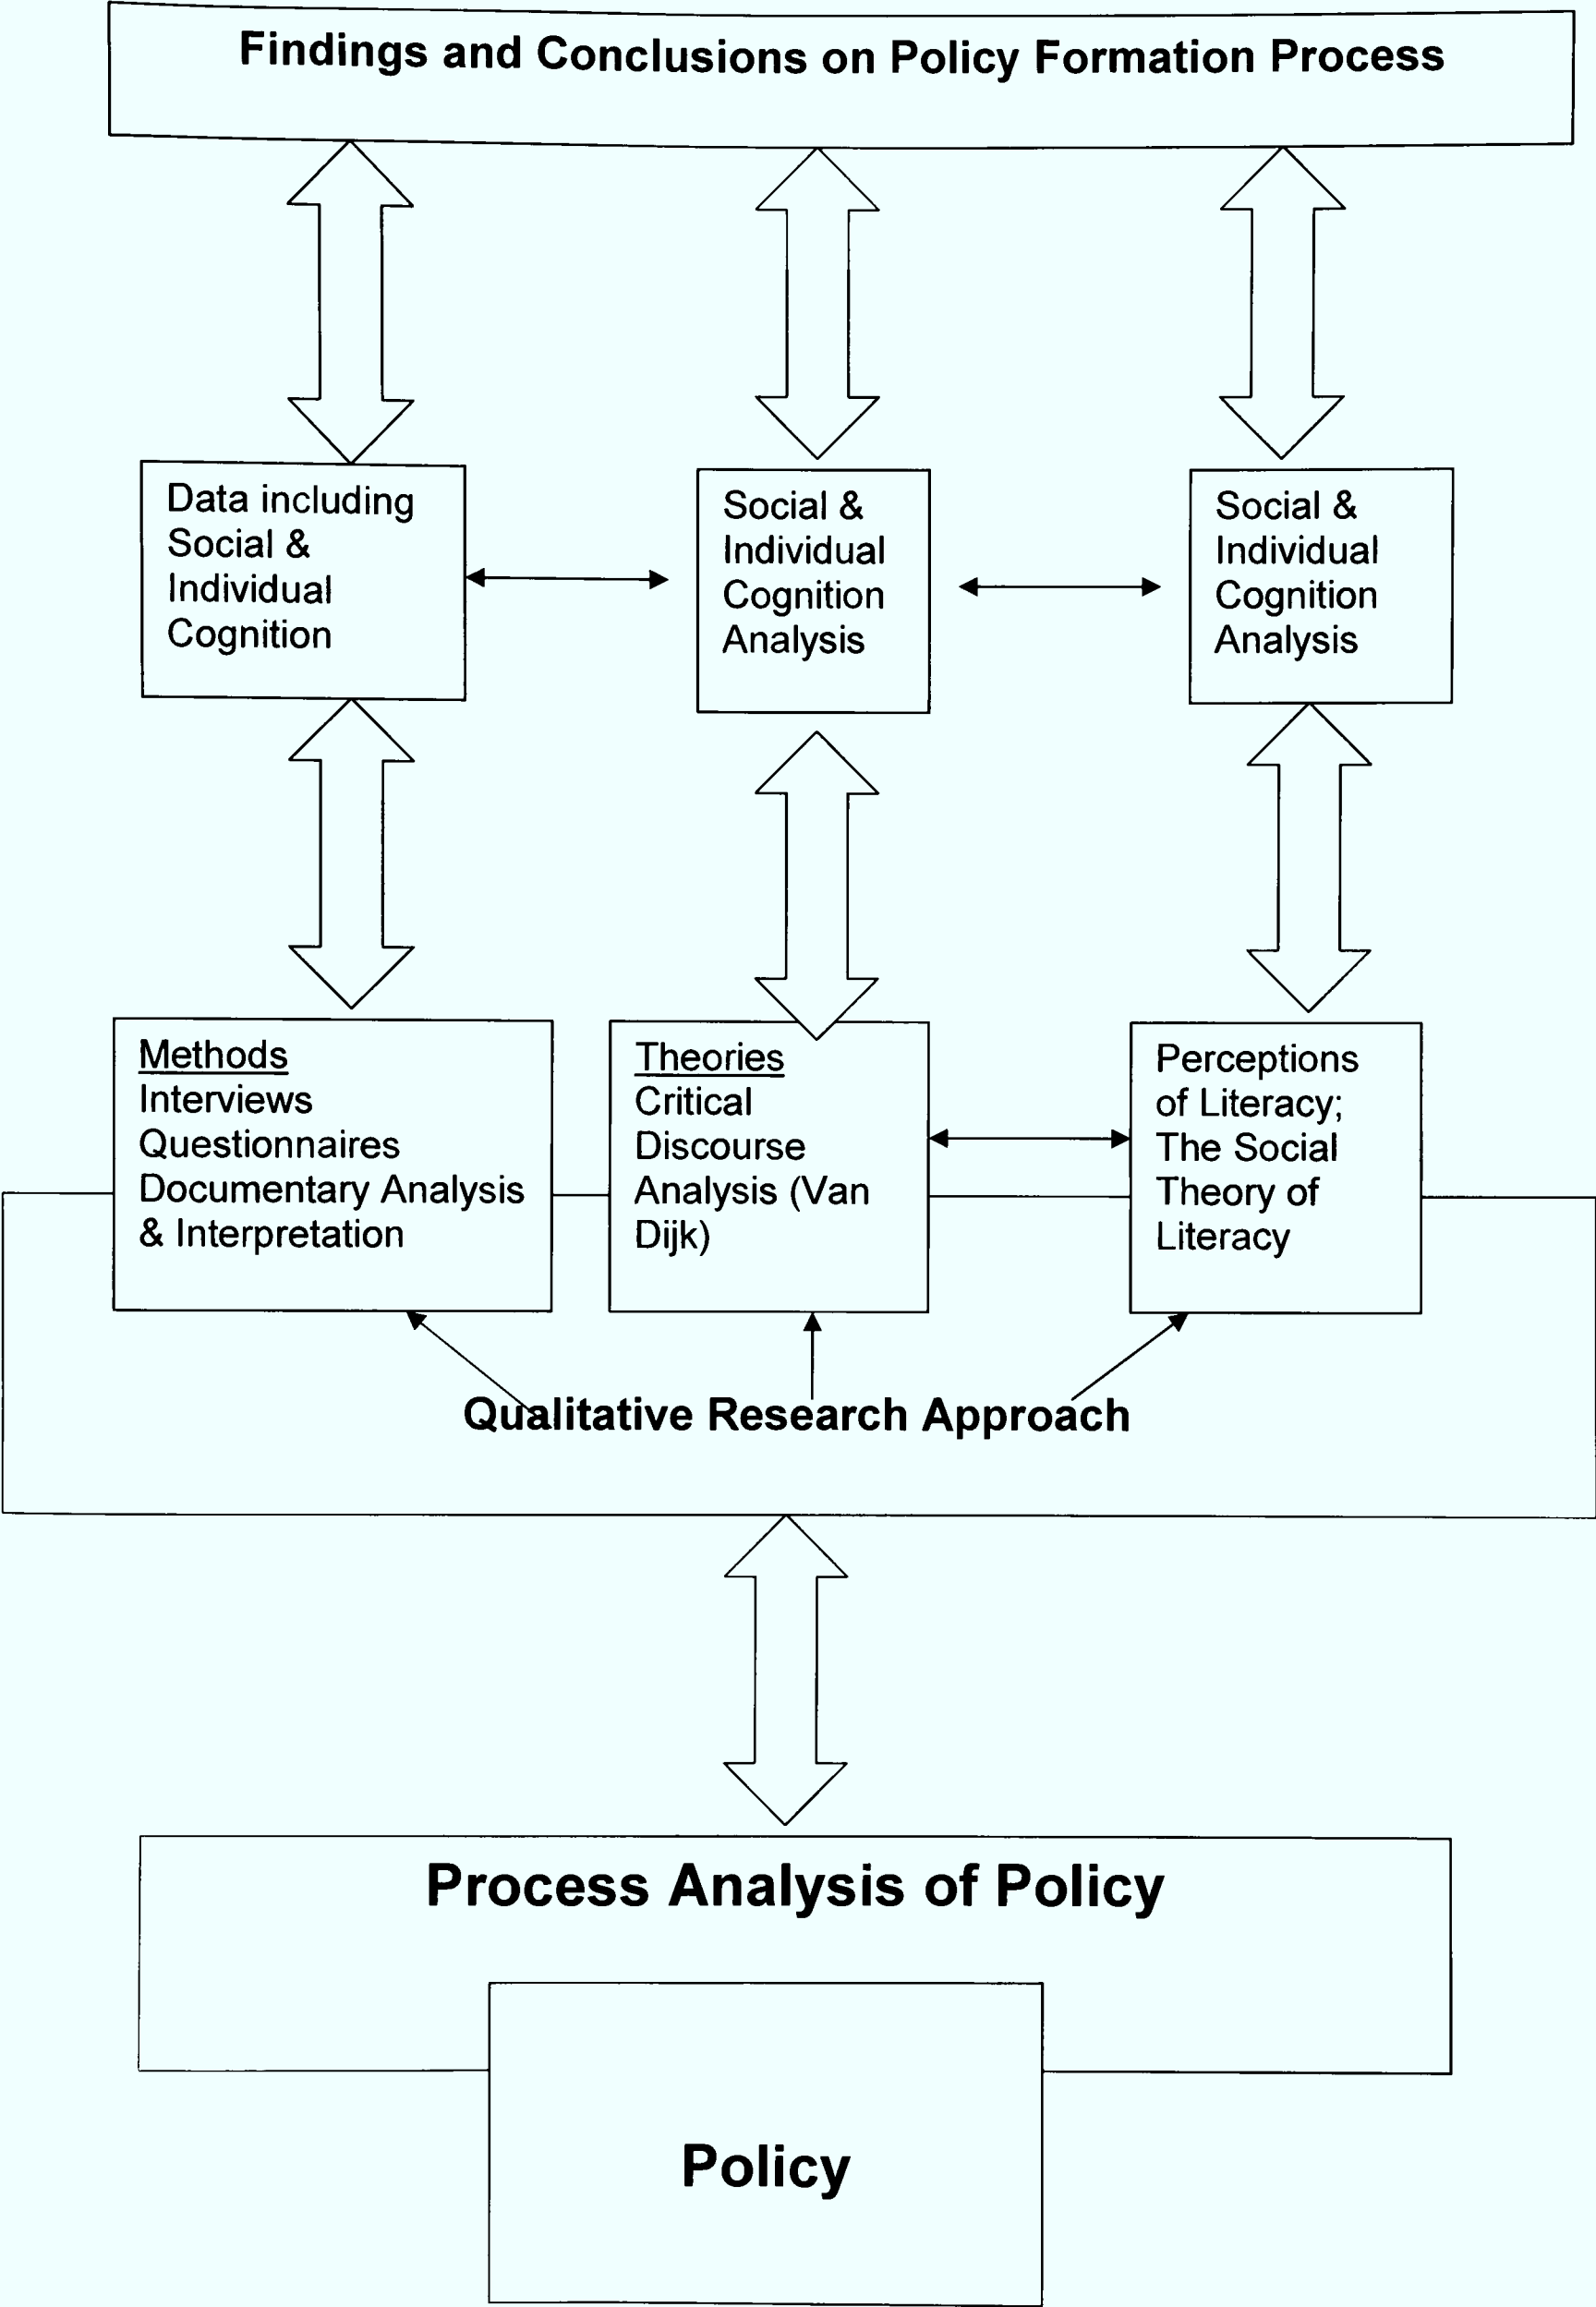 Findings and Conclusions on Policy Formation Process
Data including
Social &
Individual
Cognition
Social &
Individual
Cognition
Analysis
Social &
Individual
Cognition
Analysis
Methods
Interviews
Questionnaires
Documentary Analysis
& Interpretation
Theories
Critical
Discourse
Analysis (Van
Dijk)
Perceptions
of Literacy;
The Social
Theory of
Literacy
Qualitative Research Approach
Process Analysis of Policy
Policy